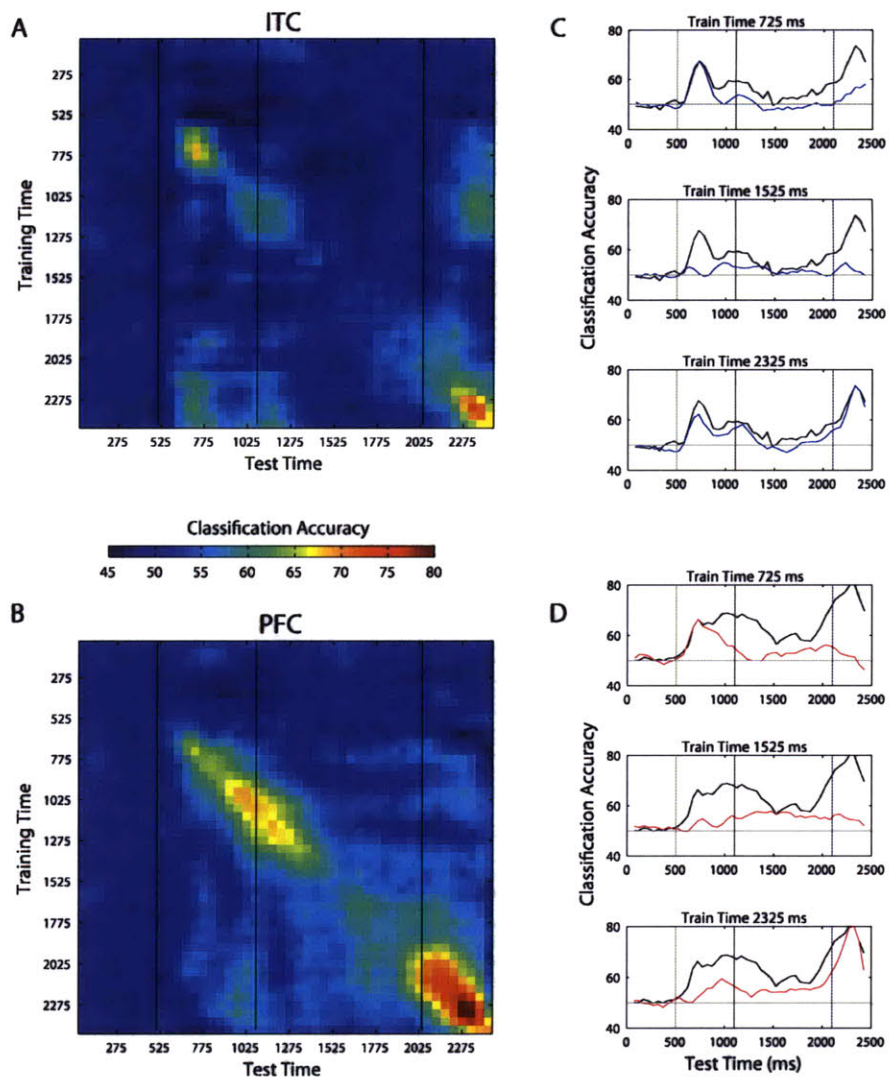 A
ITC
275
525
775
1025
1275
1525
1775
2025
2275
Training Time
275 525 775 1025 1275 1525 1775 2025 2275
Test Time
Classification Accuracy
45 50 55 60 65 70 75 80
B
PFC
275
525
775
1025
1275
1525
1775
2025
2275
Training Time
275 525 775 1025 1275 1525 1775 2025 2275
Test Time
C
Classification Accuracy
Train Time 725 ms
80
60
40
0 500 1000 1500 2000 2500
Train Time 1525 ms
80
60
40
0 500 1000 1500 2000 2500
Train Time 2325 ms
80
60
40
0 500 1000 1500 2000 2500
D
Classification Accuracy
Train Time 725 ms
80
60
40
0 500 1000 1500 2000 2500
Train Time 1525 ms
80
60
40
0 500 1000 1500 2000 2500
Train Time 2325 ms
80
60
40
0 500 1000 1500 2000 2500
Test Time (ms)